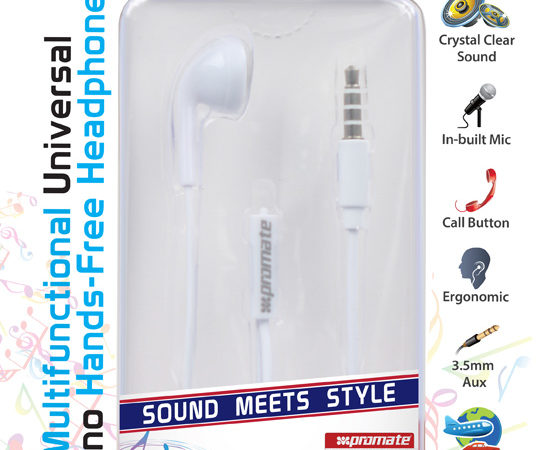 Multifunctional Universal
no Hands-Free Headphone
promate
SOUND MEETS STYLE
promate
Crystal Clear
Sound
In-built Mic
Call Button
Ergonomic
3.5mm
Aux